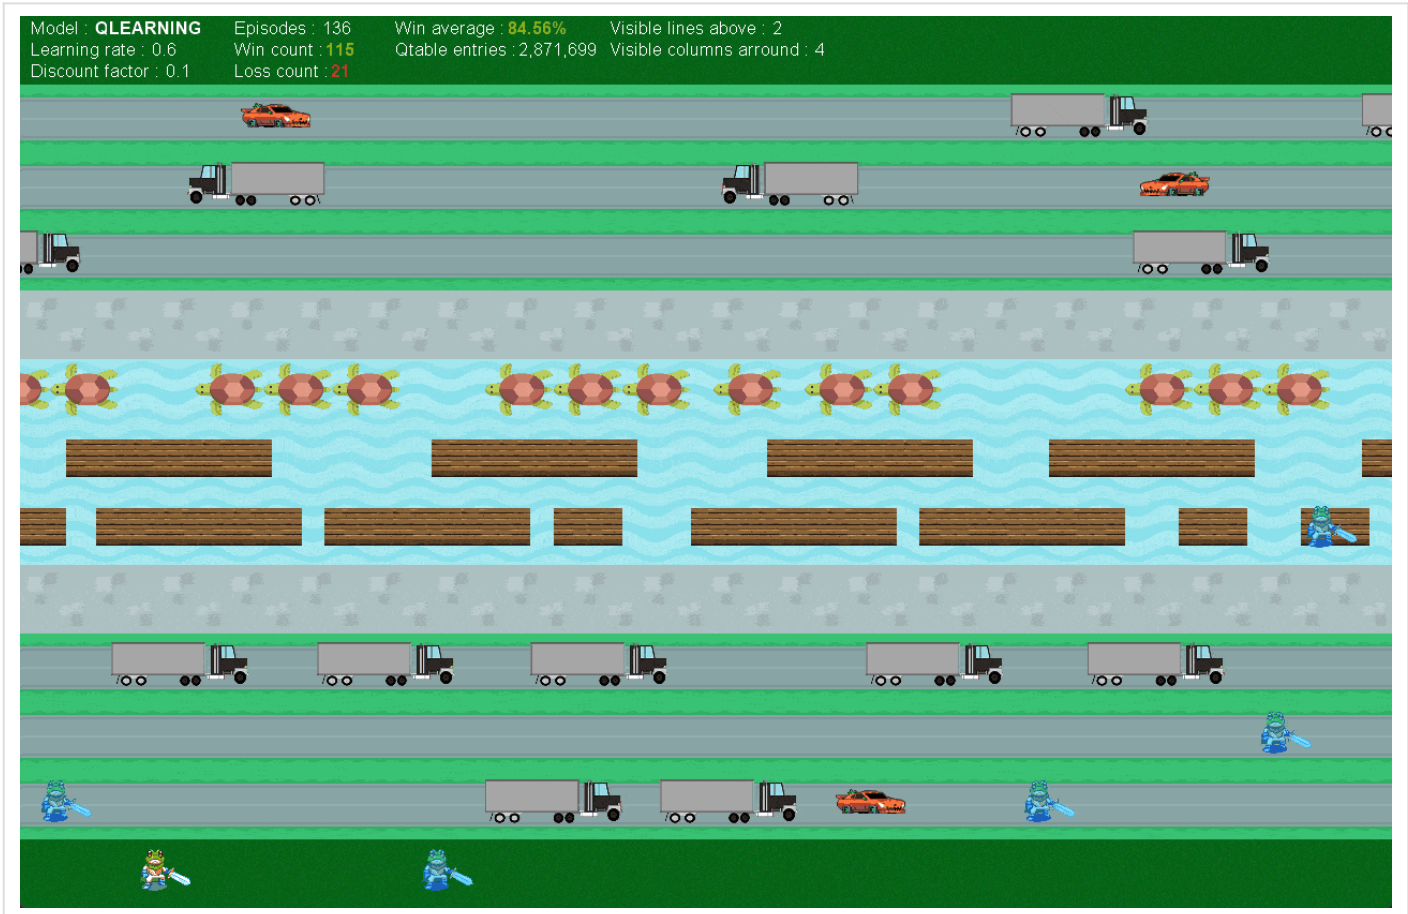 Model : QLEARNING Episodes : 136 Win average : 84.56% Visible lines above : 2
Learning rate : 0.6 Win count : 115 Qtable entries : 2,871,699 Visible columns arround : 4
Discount factor : 0.1 Loss count : 21